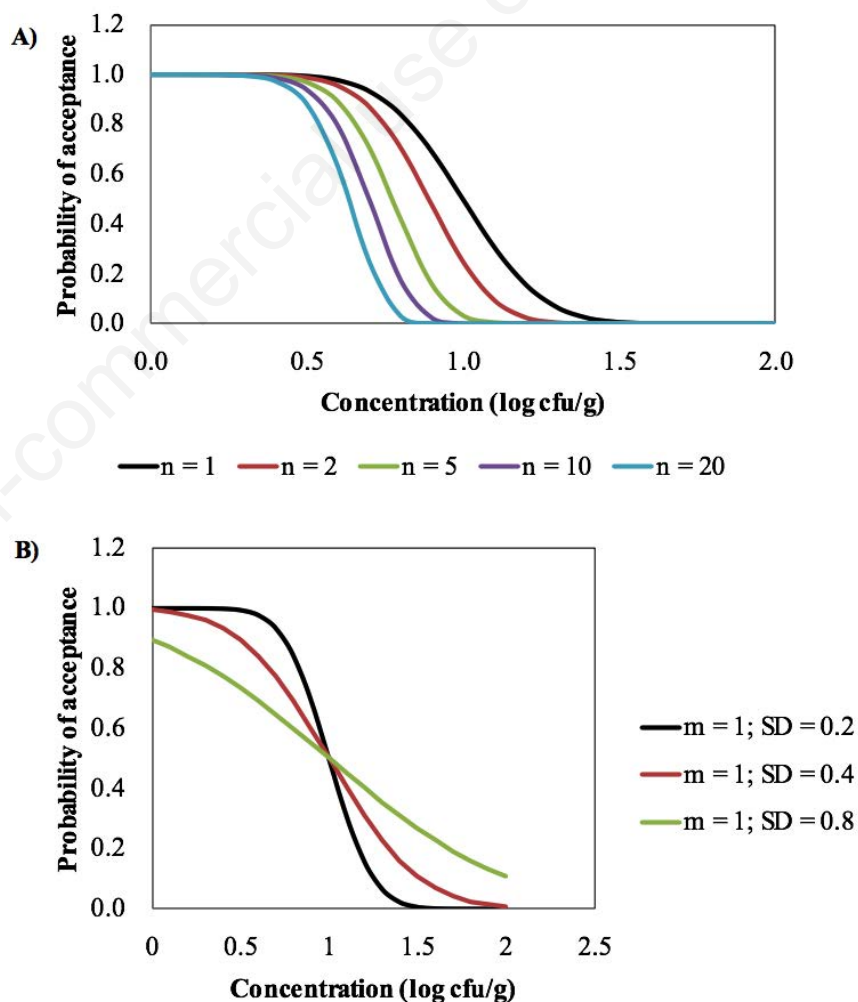 A)
1.2
1.0
0.8
0.6
0.4
0.2
0.0
Probability of acceptance
0.0 0.5 1.0 1.5 2.0
Concentration (log cfu/g)
n = 1 n = 2 n = 5 n = 10 n = 20
B)
1.2
1.0
0.8
0.6
0.4
0.2
0.0
Probability of acceptance
0 0.5 1 1.5 2 2.5
Concentration (log cfu/g)
m = 1; SD = 0.2
m = 1; SD = 0.4
m = 1; SD = 0.8
-commercial use